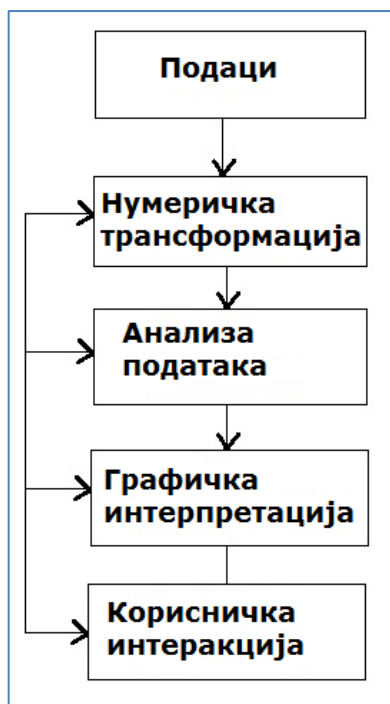 Подаци
Нумеричка
трансформација
Анализа
података
Графичка
интерпретација
Корисничка
интеракција